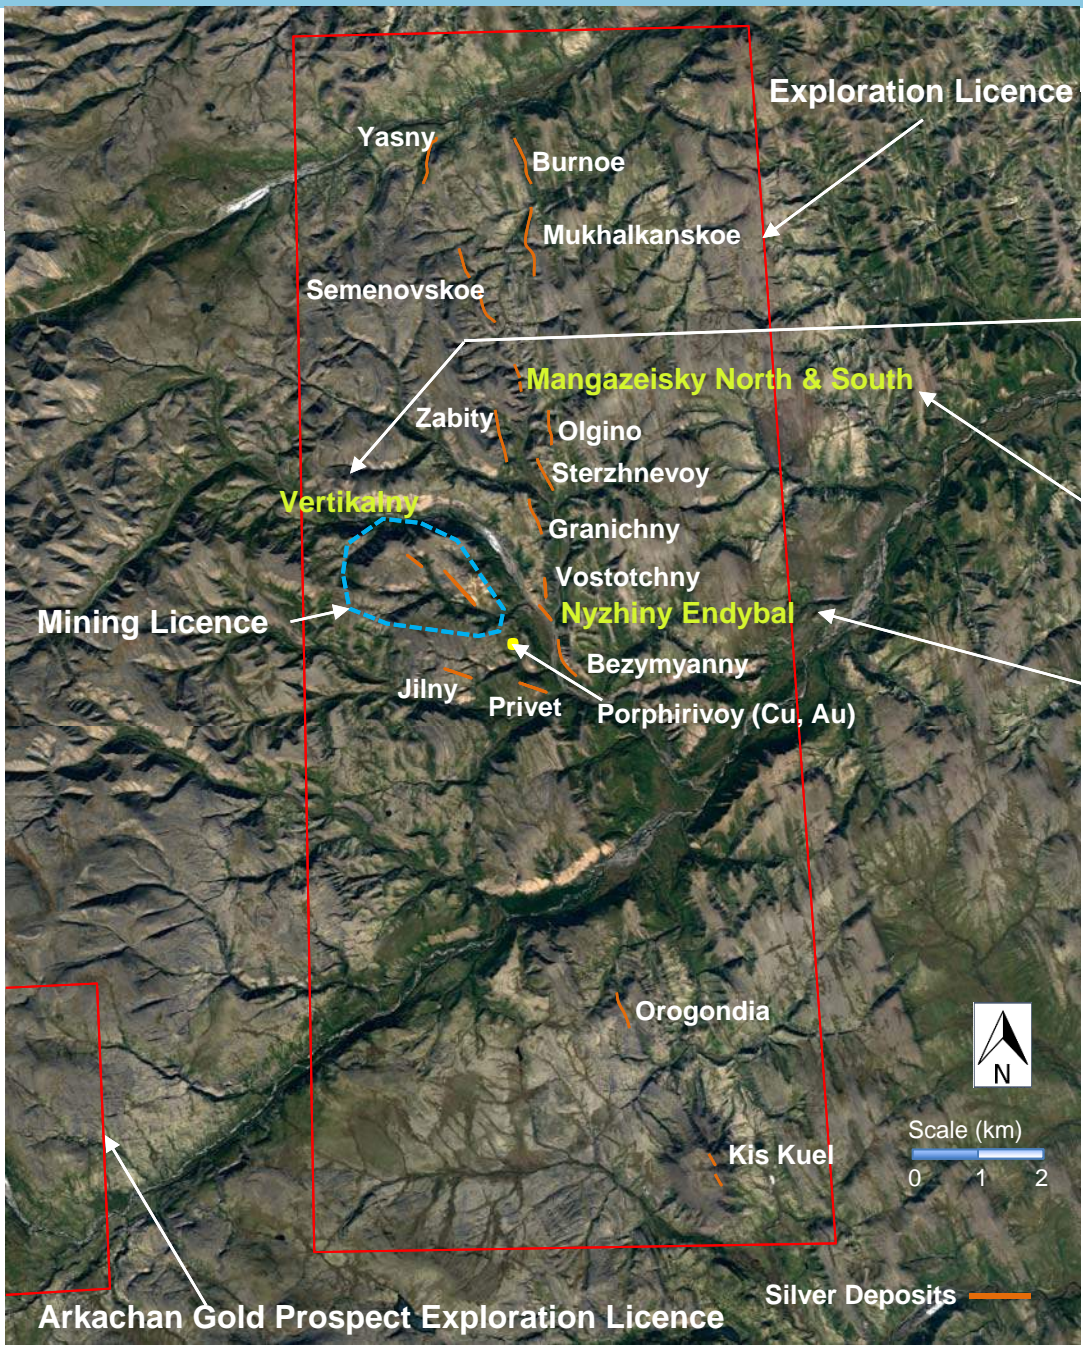 Exploration Licence
Yasny
Burnoe
Mukhalkanskoe
Semenovskoe
Mangazeisky North & South
Zabity
Olgino
Sterzhnevoy
Vertikalny
Granichny
Vostotchny
Nyzhiny Endybal
Mining Licence
Bezymyanny
Jilny
Privet
Porphirivoy (Cu, Au)
Orogondia
N
Scale (km)
0 1 2
Kis Kuel
Silver Deposits
Arkachan Gold Prospect Exploration Licence